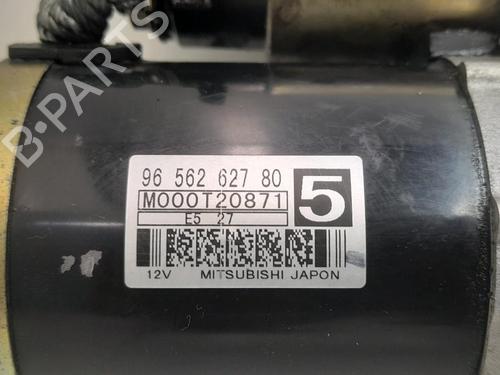 B-PARTS
96 562 627 80
M000T20871
5
E5 27
12V MITSUBISHI JAPON